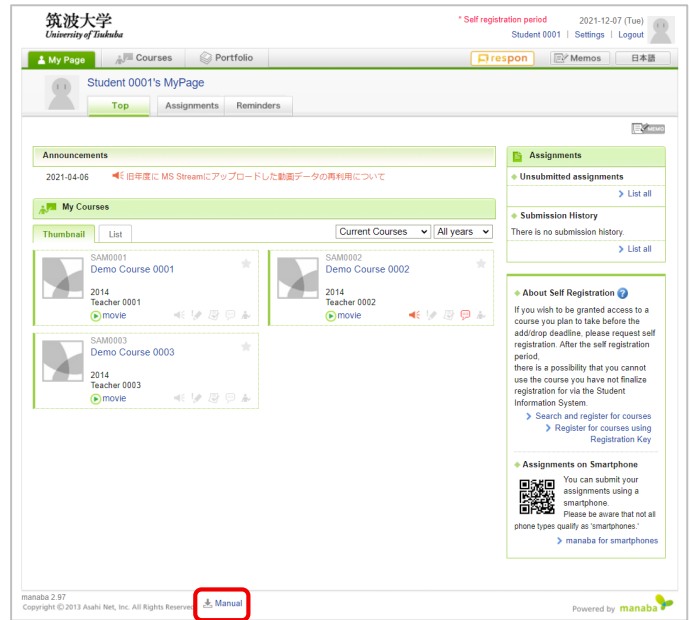 筑波大学
University of Tsukuba
* Self registration period
2021-12-07 (Tue)
Student 0001 | Settings | Logout
My Page
Courses
Portfolio
respon
Memos
日本語
Student 0001's MyPage
Top
Assignments
Reminders
MEMO
Announcements
2021-04-06 旧年度に MS Streamにアップロードした動画データの再利用について
My Courses
Thumbnail
List
Current Courses
All years
SAM0001
Demo Course 0001
2014
Teacher 0001
movie
SAM0002
Demo Course 0002
2014
Teacher 0002
movie
SAM0003
Demo Course 0003
2014
Teacher 0003
movie
Assignments
Unsubmitted assignments
List all
Submission History
There is no submission history.
List all
About Self Registration ?
If you wish to be granted access to a
course you plan to take before the
add/drop deadline, please request self
registration. After the self registration
period,
there is a possibility that you cannot
use the course you have not finalize
registration for via the Student
Information System.
Search and register for courses
Register for courses using
Registration Key
Assignments on Smartphone
You can submit your
assignments using a
smartphone.
Please be aware that not all
phone types qualify as 'smartphones.'
manaba for smartphones
manaba 2.97
Copyright © 2013 Asahi Net, Inc. All Rights Reserved
Manual
Powered by manaba